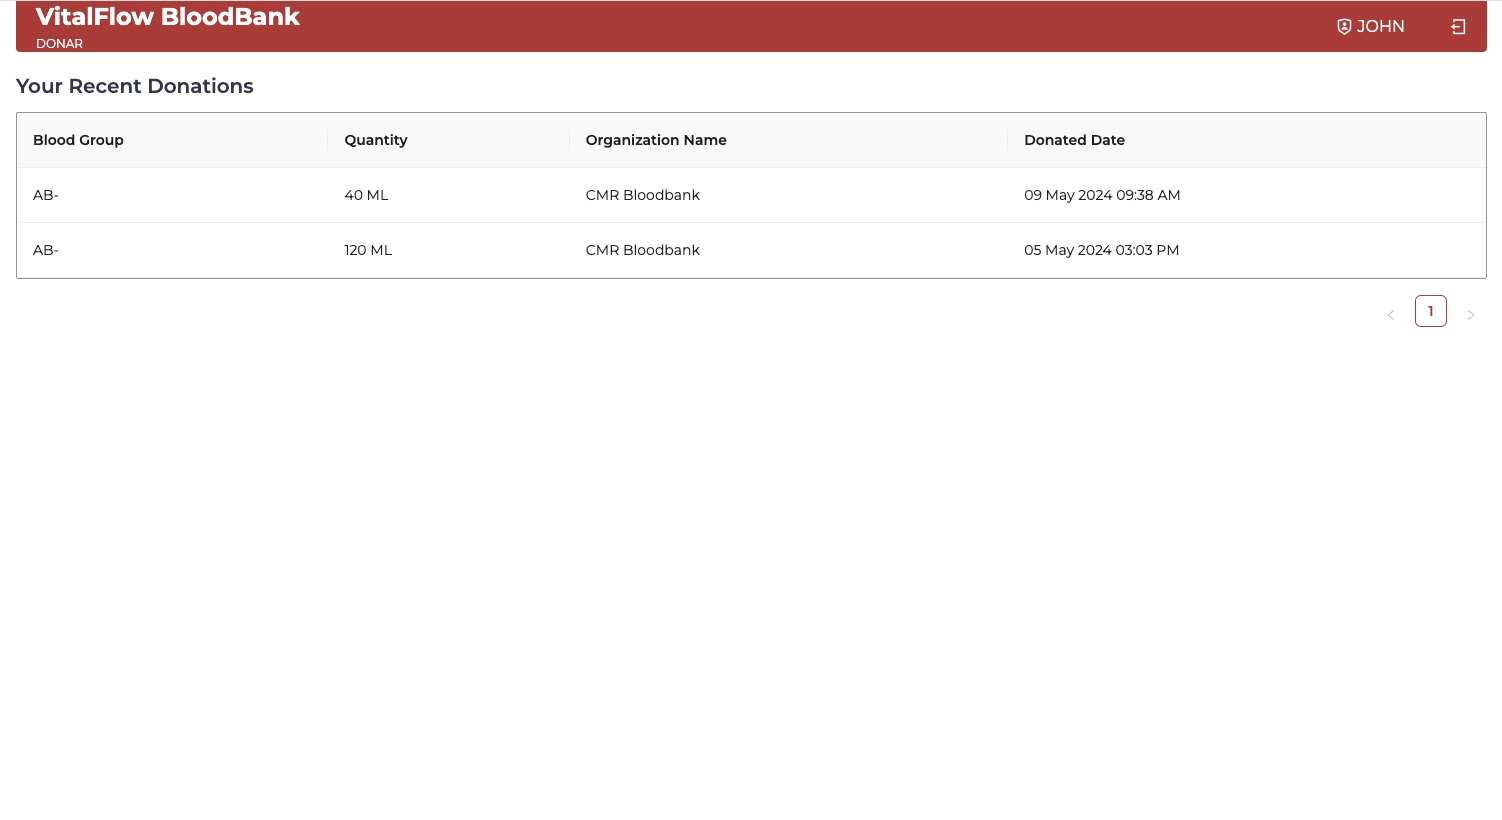 VitalFlow BloodBank
DONAR
JOHN
Your Recent Donations
Blood Group Quantity Organization Name Donated Date
AB- 40 ML CMR Bloodbank 09 May 2024 09:38 AM
AB- 120 ML CMR Bloodbank 05 May 2024 03:03 PM
< 1 >